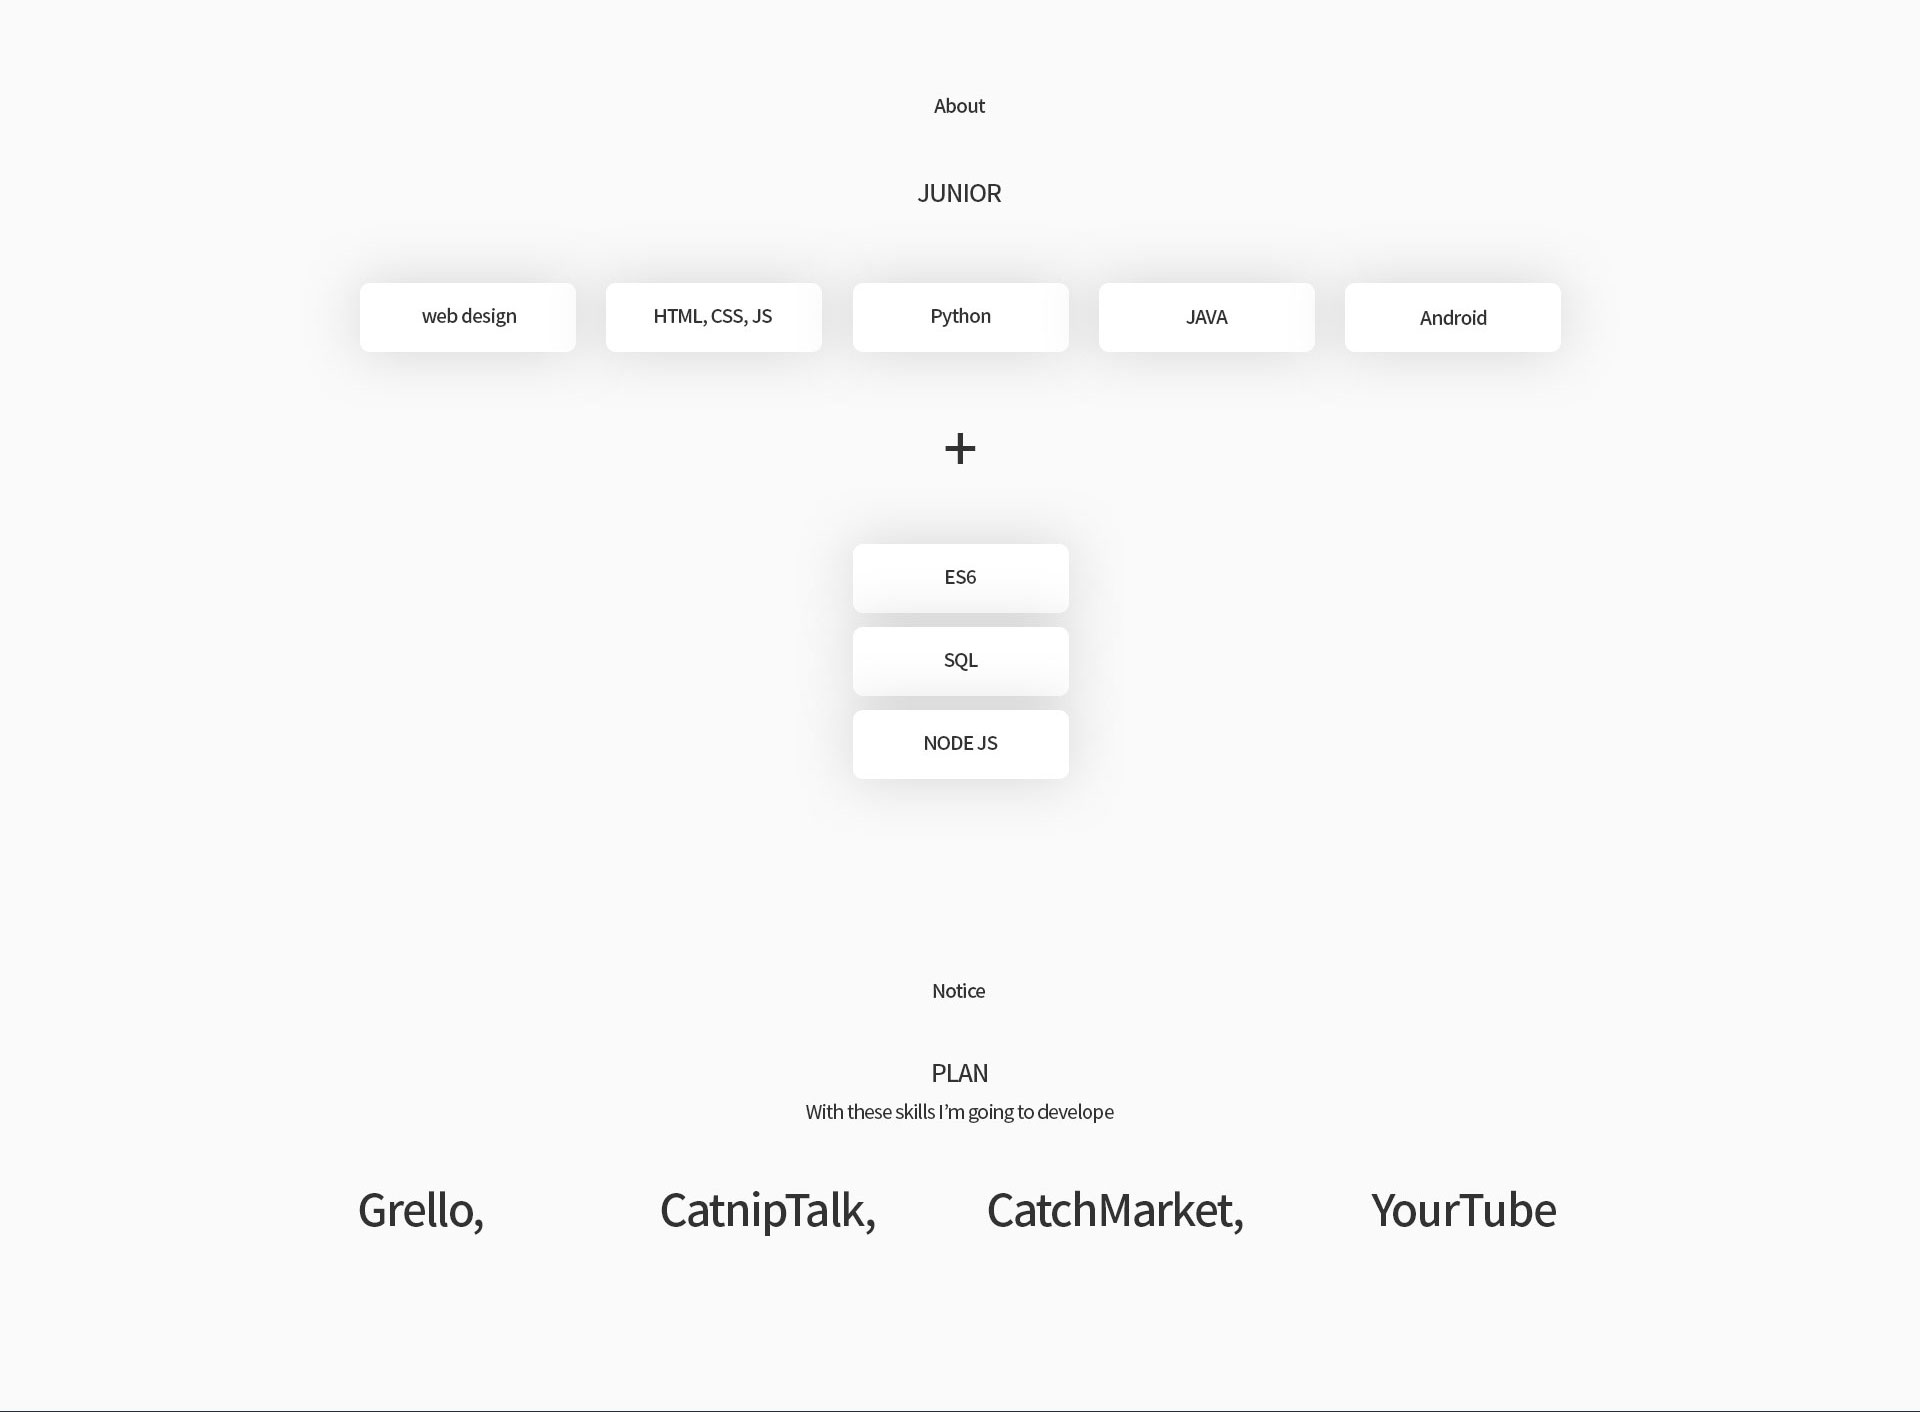 About
JUNIOR
web design HTML, CSS, JS Python JAVA Android
+
ES6
SQL
NODE JS
Notice
PLAN
With these skills I’m going to develope
Grello, CatnipTalk, CatchMarket, YourTube